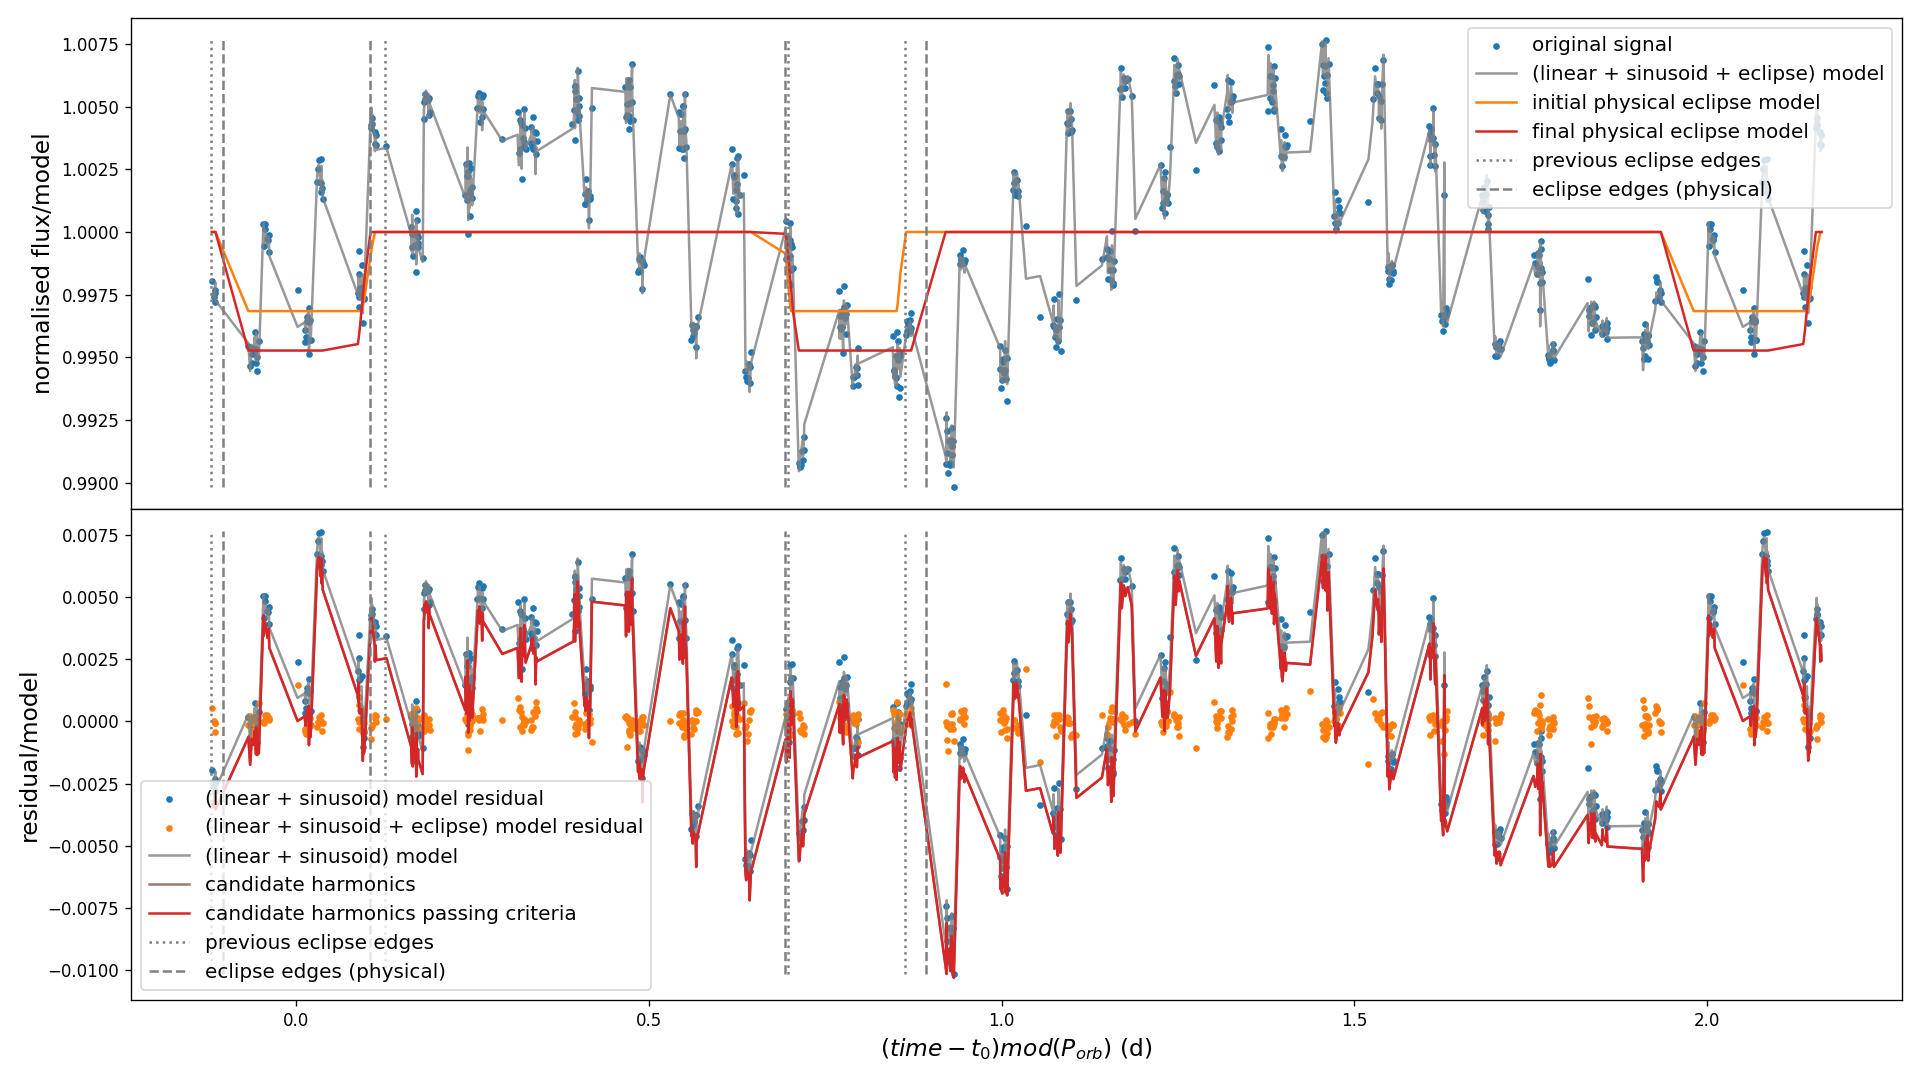 1.0075
1.0050
1.0025
1.0000
0.9975
0.9950
0.9925
0.9900
normalised flux/model
original signal
(linear + sinusoid + eclipse) model
initial physical eclipse model
final physical eclipse model
previous eclipse edges
eclipse edges (physical)
0.0075
0.0050
0.0025
0.0000
−0.0025
−0.0050
−0.0075
−0.0100
residual/model
(linear + sinusoid) model residual
(linear + sinusoid + eclipse) model residual
(linear + sinusoid) model
candidate harmonics
candidate harmonics passing criteria
previous eclipse edges
eclipse edges (physical)
0.0 0.5 1.0 1.5 2.0
(time − t₀)mod(P_orb) (d)